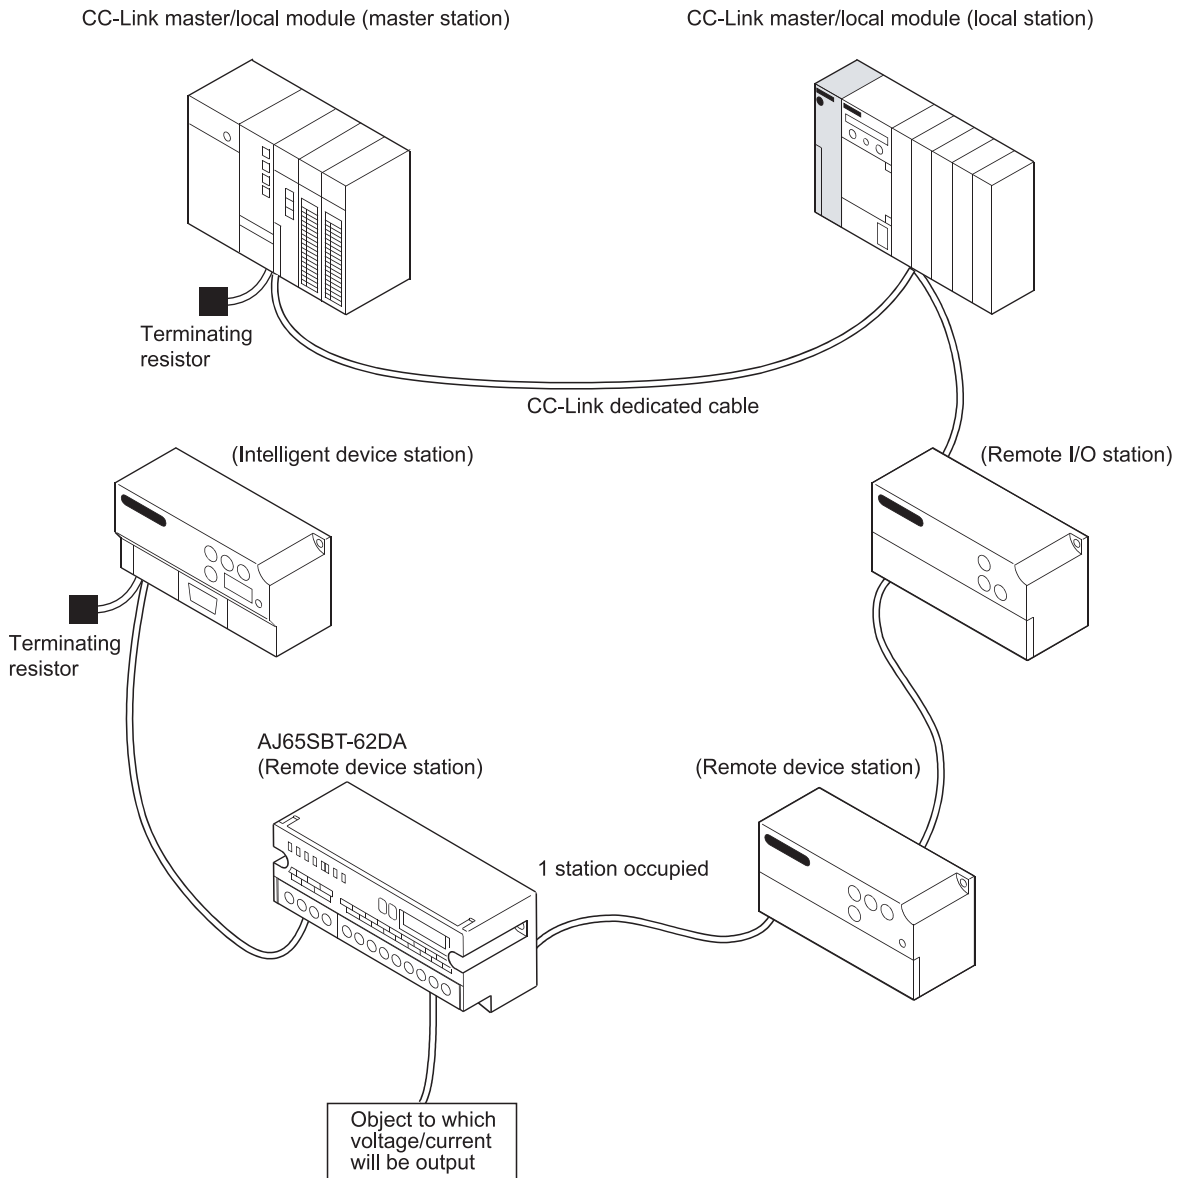 CC-Link master/local module (master station)
CC-Link master/local module (local station)
Terminating
resistor
CC-Link dedicated cable
(Intelligent device station)
(Remote I/O station)
Terminating
resistor
AJ65SBT-62DA
(Remote device station)
(Remote device station)
1 station occupied
Object to which
voltage/current
will be output